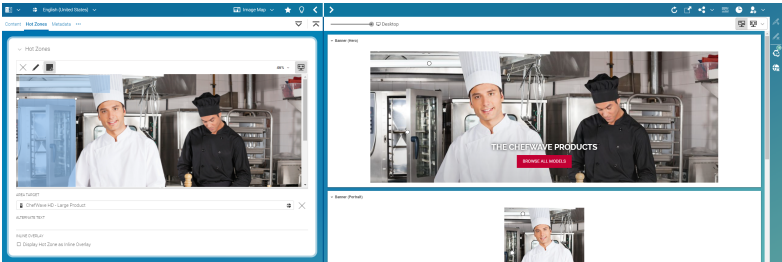 English (United States)
Image Map
Content Hot Zones Metadata
Desktop
Hot Zones
Banner (Hero)
THE CHEFWAVE PRODUCTS
BROWSE ALL MODELS
AREA TARGET
ChefWave HD - Large Product
ALTERNATE TEXT
Banner (Portrait)
INLINE OVERLAY
Display Hot Zone as Inline Overlay